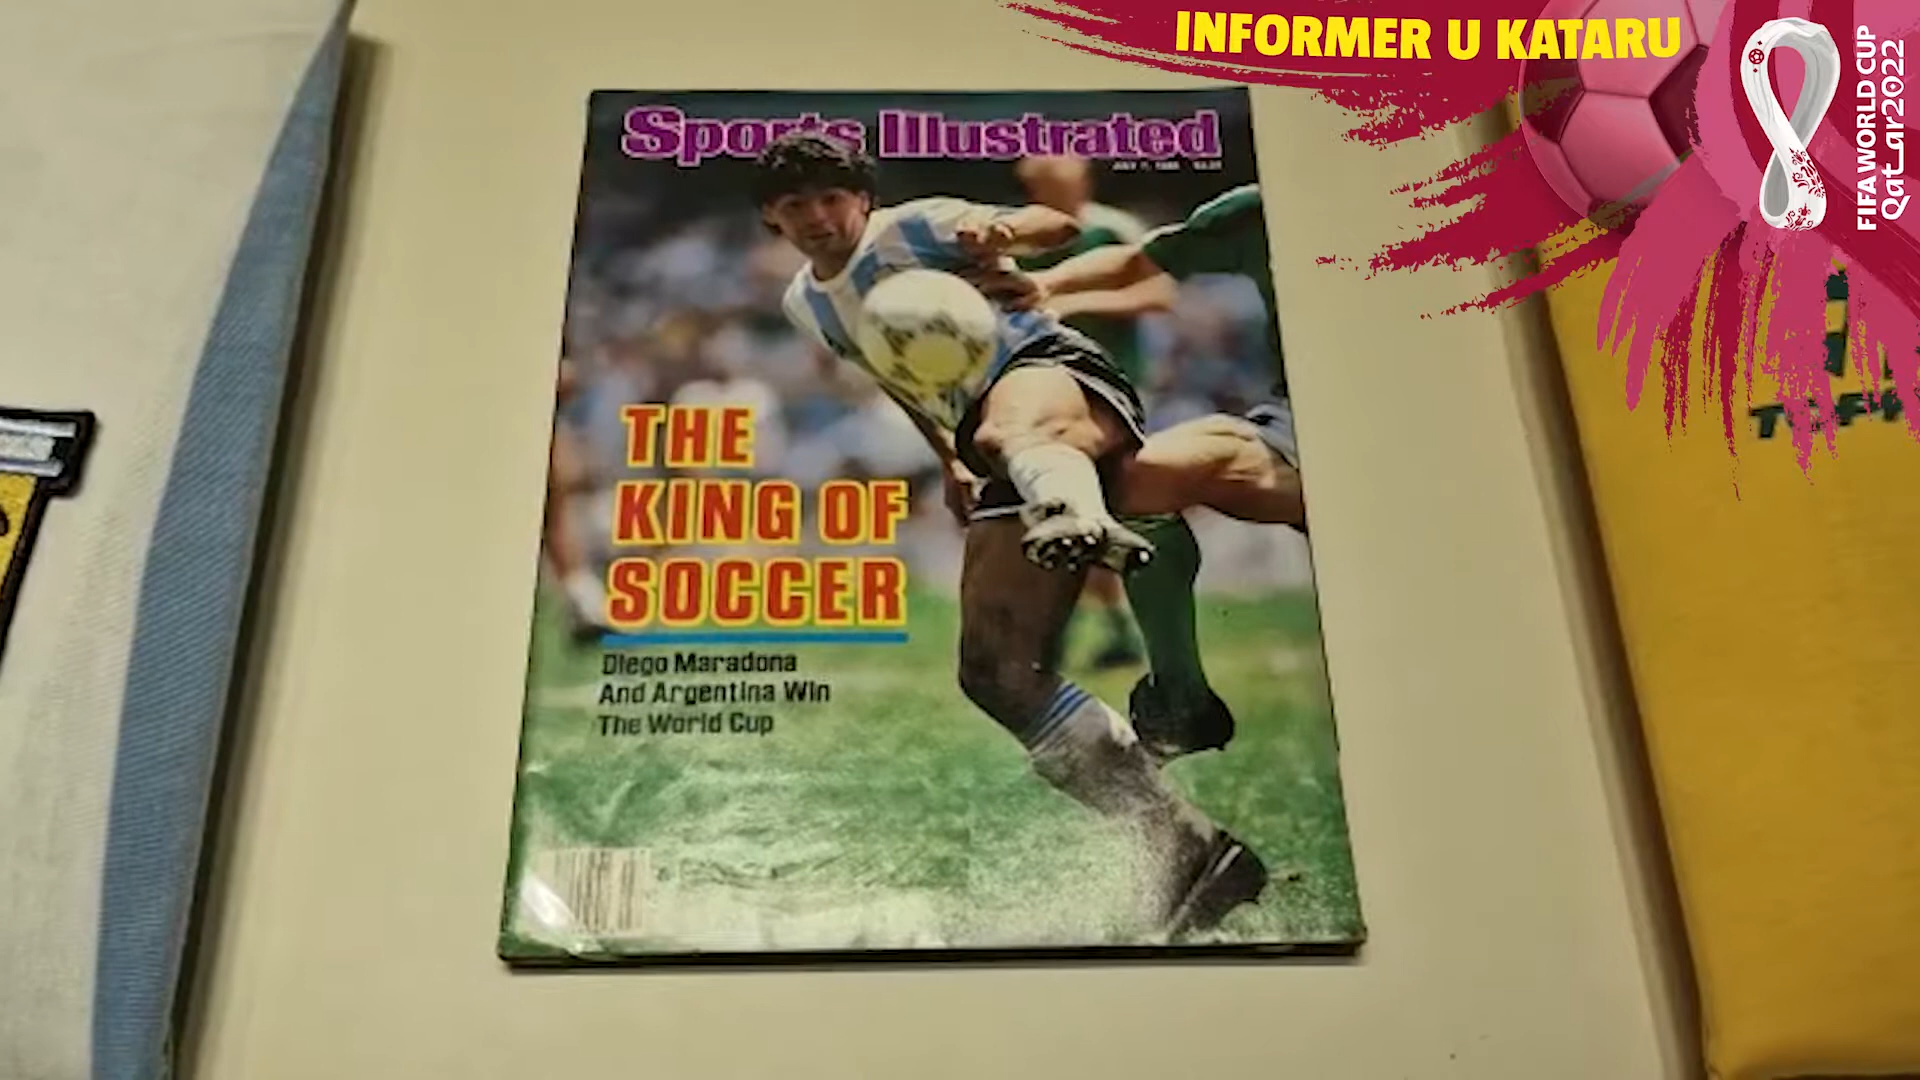 INFORMER U KATARU
FIFA WORLD CUP
Qatar2022
Sports Illustrated
THE
KING OF
SOCCER
Diego Maradona
And Argentina Win
The World Cup